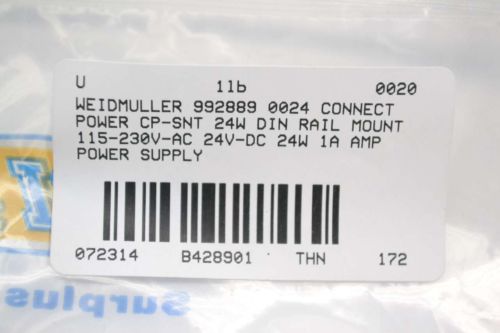 U 1lb 0020
WEIDMULLER 992889 0024 CONNECT
POWER CP-SNT 24W DIN RAIL MOUNT
115-230V-AC 24V-DC 24W 1A AMP
POWER SUPPLY
072314 B428901 THN 172
Surplus